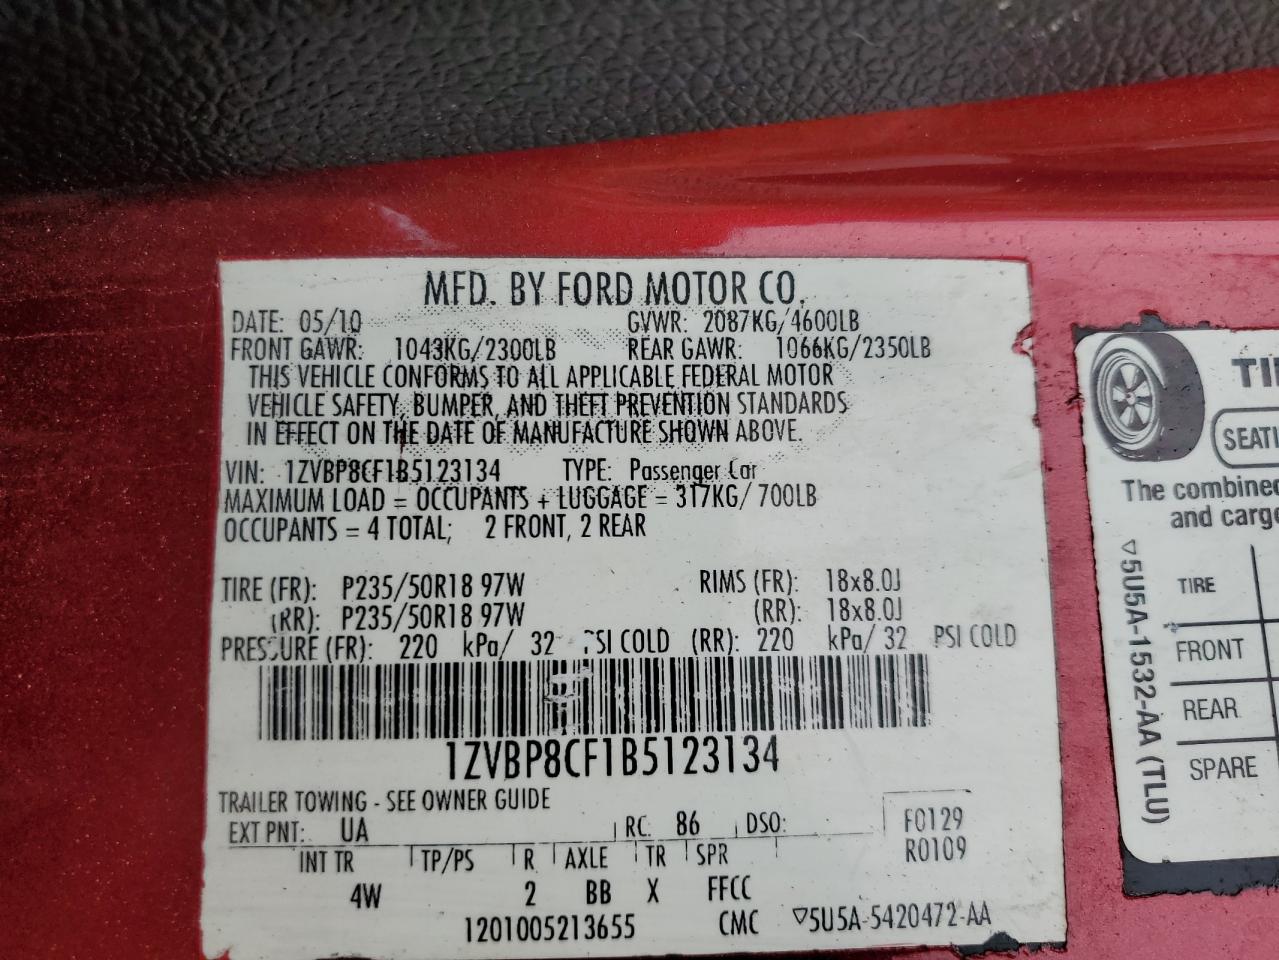 MFD. BY FORD MOTOR CO.
DATE: 05/10 GVWR: 2087KG/4600LB
FRONT GAWR: 1043KG/2300LB REAR GAWR: 1066KG/2350LB
THIS VEHICLE CONFORMS TO ALL APPLICABLE FEDERAL MOTOR
VEHICLE SAFETY, BUMPER, AND THEFT PREVENTION STANDARDS
IN EFFECT ON THE DATE OF MANUFACTURE SHOWN ABOVE.
VIN: 1ZVBP8CF1B5123134 TYPE: Passenger Car
MAXIMUM LOAD = OCCUPANTS + LUGGAGE = 317KG/700LB
OCCUPANTS = 4 TOTAL; 2 FRONT, 2 REAR
TIRE (FR): P235/50R18 97W RIMS (FR): 18x8.0J
(RR): P235/50R18 97W (RR): 18x8.0J
PRESSURE (FR): 220 kPa/ 32 PSI COLD (RR): 220 kPa/ 32 PSI COLD
1ZVBP8CF1B5123134
TRAILER TOWING - SEE OWNER GUIDE
EXT PNT: UA RC: 86 DSO: F0129
R0109
INT TR TP/PS R AXLE TR SPR
4W 2 BB X FFCC
1201005213655 CMC ▽5U5A-5420472-AA
SEATI
The combined
and cargo
TIRE
FRONT
REAR
SPARE
▽5U5A-1532-AA (TLU)